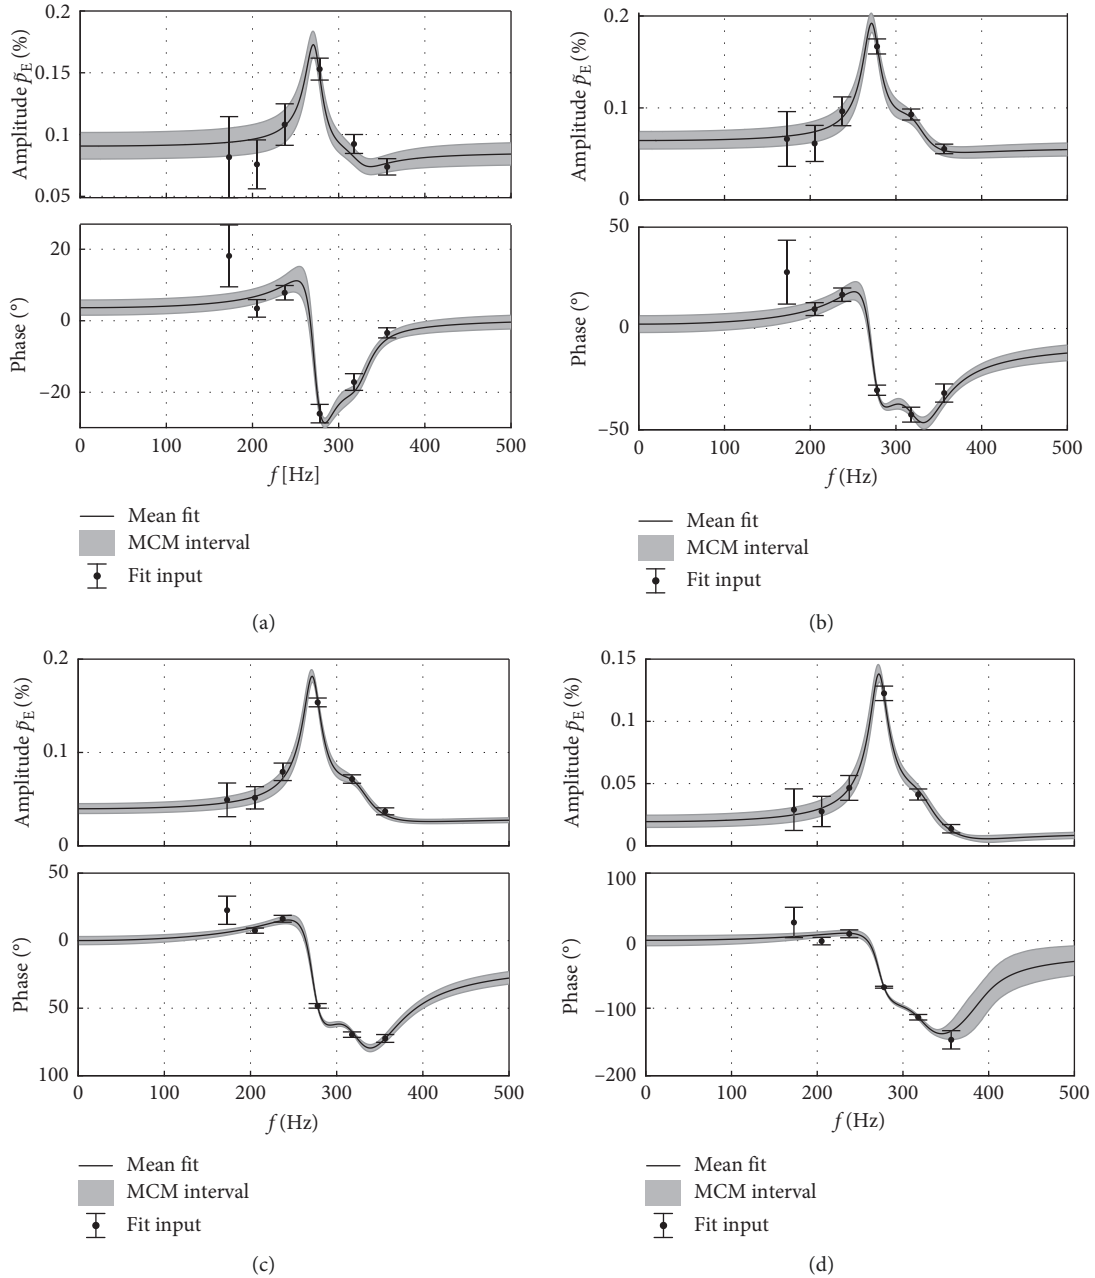 0.2
0.15
0.1
0.05
Amplitude p̃E (%)
20
0
–20
Phase (°)
0 100 200 300 400 500
f [Hz]
Mean fit
MCM interval
Fit input
(a)
0.2
0.1
0
Amplitude p̃E (%)
50
0
–50
Phase (°)
0 100 200 300 400 500
f (Hz)
Mean fit
MCM interval
Fit input
(b)
0.2
0.1
0
Amplitude p̃E (%)
50
0
50
100
Phase (°)
0 100 200 300 400 500
f (Hz)
Mean fit
MCM interval
Fit input
(c)
0.15
0.1
0.05
0
Amplitude p̃E (%)
100
0
–100
–200
Phase (°)
0 100 200 300 400 500
f (Hz)
Mean fit
MCM interval
Fit input
(d)